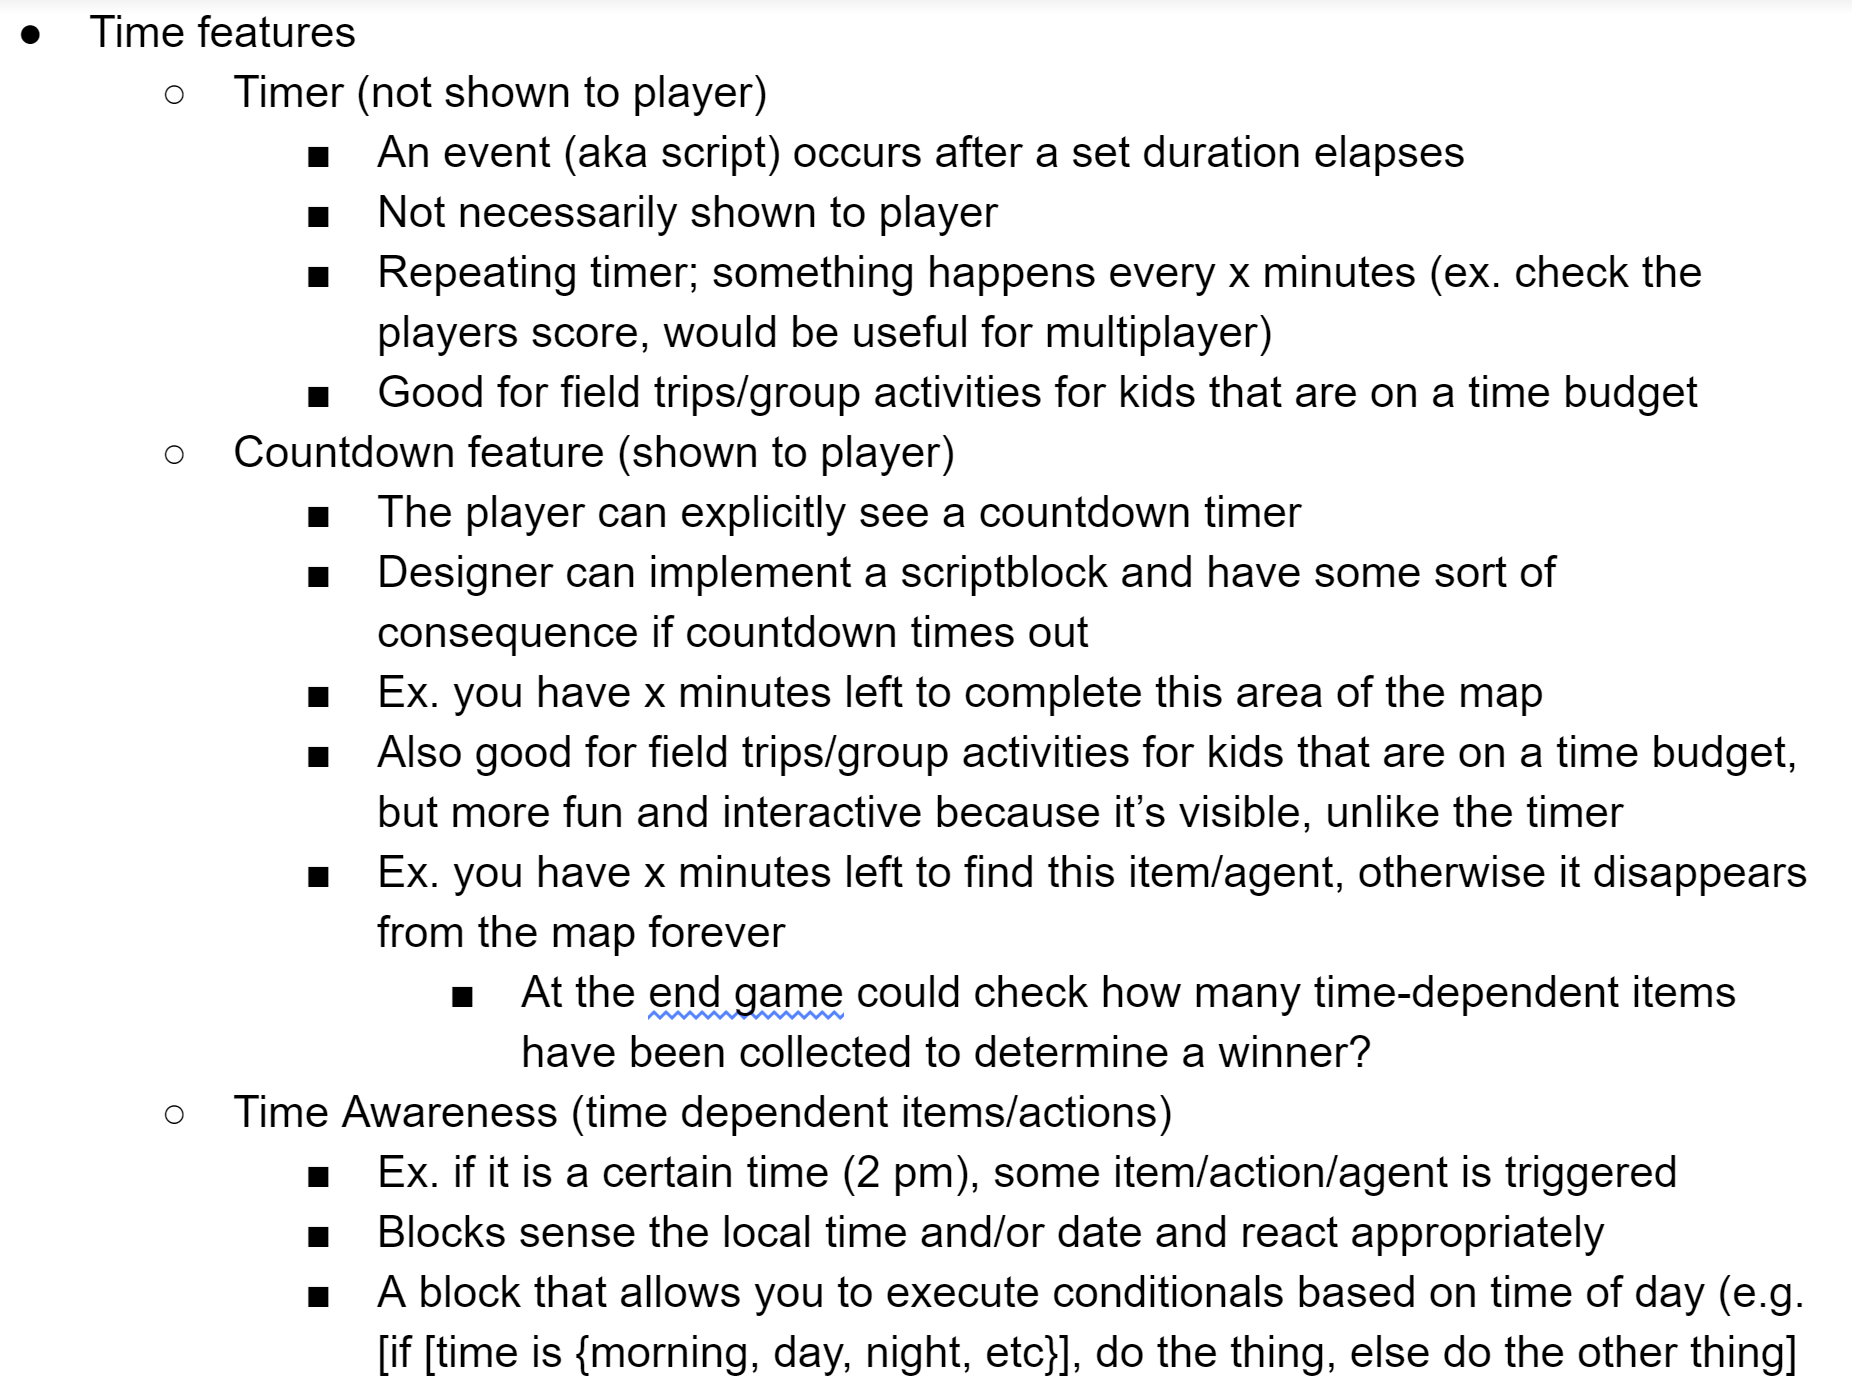 ● Time features
○ Timer (not shown to player)
■ An event (aka script) occurs after a set duration elapses
■ Not necessarily shown to player
■ Repeating timer; something happens every x minutes (ex. check the
players score, would be useful for multiplayer)
■ Good for field trips/group activities for kids that are on a time budget
○ Countdown feature (shown to player)
■ The player can explicitly see a countdown timer
■ Designer can implement a scriptblock and have some sort of
consequence if countdown times out
■ Ex. you have x minutes left to complete this area of the map
■ Also good for field trips/group activities for kids that are on a time budget,
but more fun and interactive because it’s visible, unlike the timer
■ Ex. you have x minutes left to find this item/agent, otherwise it disappears
from the map forever
■ At the end game could check how many time-dependent items
have been collected to determine a winner?
○ Time Awareness (time dependent items/actions)
■ Ex. if it is a certain time (2 pm), some item/action/agent is triggered
■ Blocks sense the local time and/or date and react appropriately
■ A block that allows you to execute conditionals based on time of day (e.g.
[if [time is {morning, day, night, etc}], do the thing, else do the other thing]